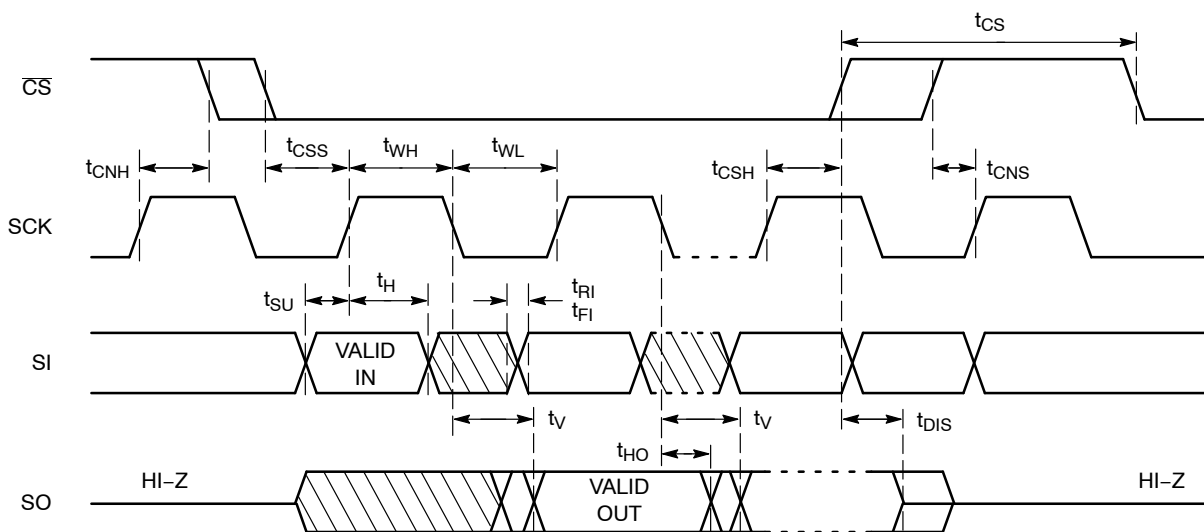 tCS
CS
tCNH
tCSS
tWH
tWL
tCSH
tCNS
SCK
tSU
tH
tRI
tFI
SI
VALID
IN
tV
tV
tDIS
tHO
HI–Z
VALID
OUT
HI–Z
SO